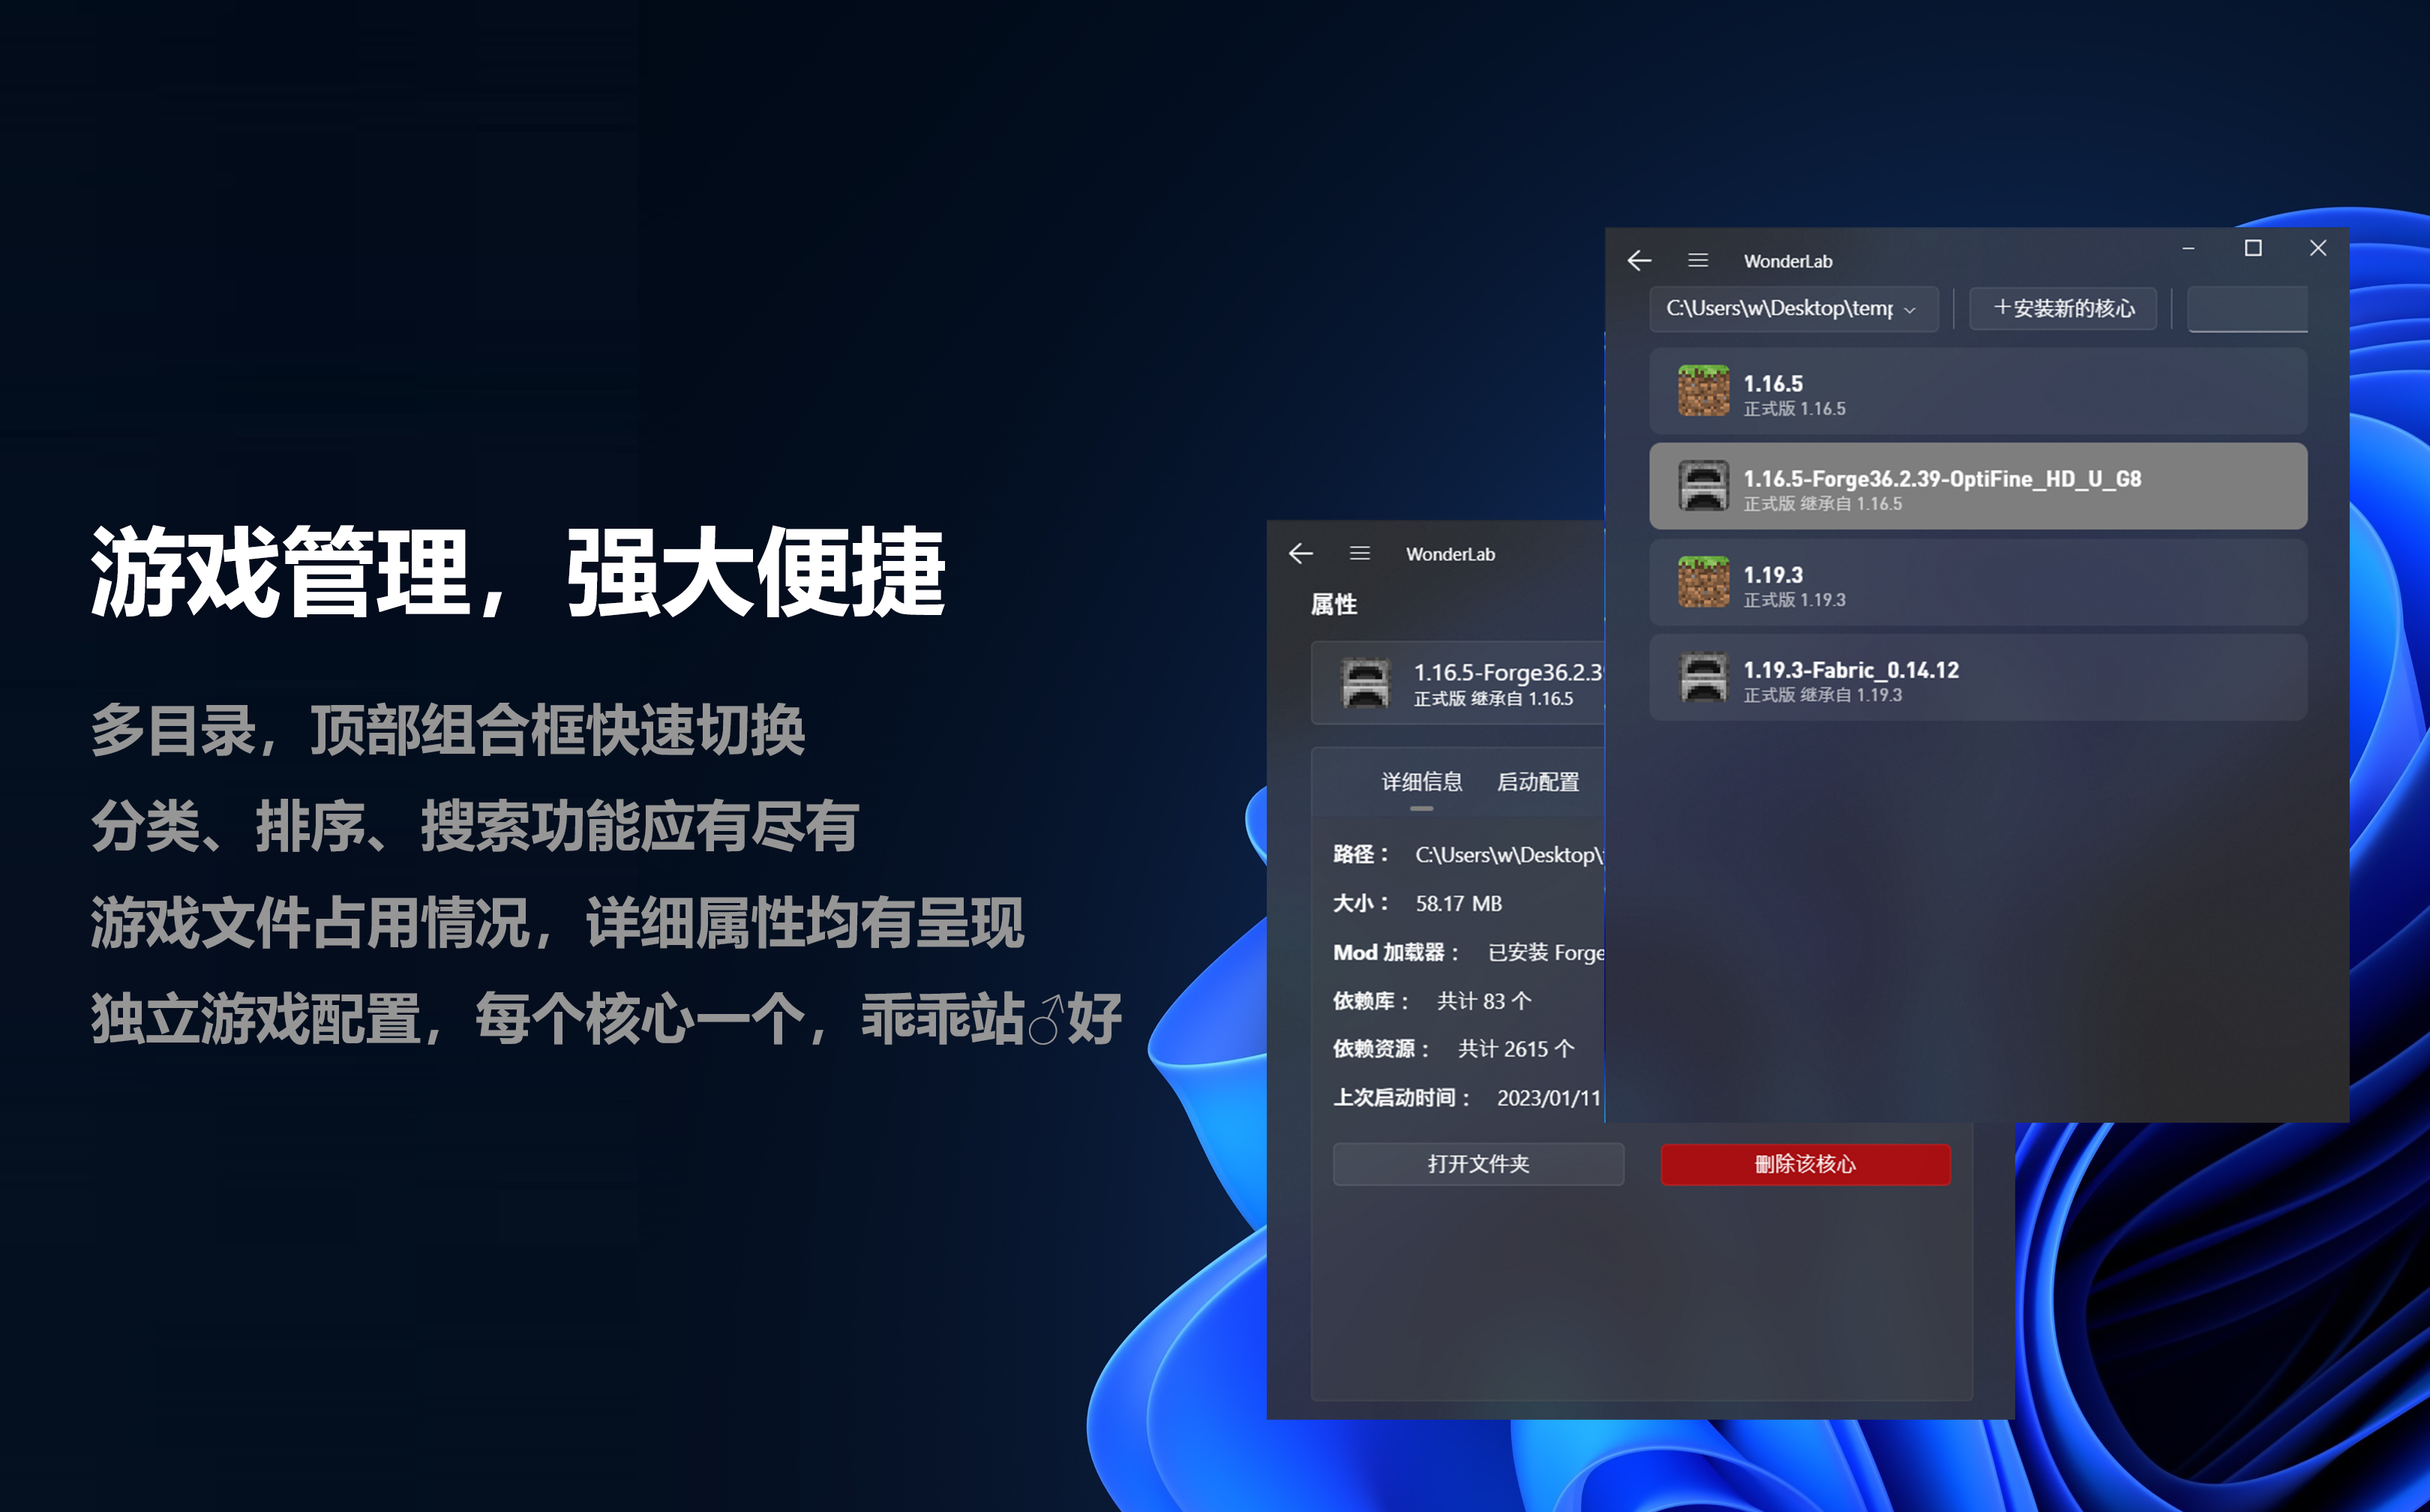 游戏管理，强大便捷
多目录，顶部组合框快速切换
分类、排序、搜索功能应有尽有
游戏文件占用情况，详细属性均有呈现
独立游戏配置，每个核心一个，乖乖站♂好
WonderLab
属性
1.16.5-Forge36.2.3
正式版 继承自 1.16.5
详细信息 启动配置
路径： C:\Users\w\Desktop\
大小： 58.17 MB
Mod 加载器： 已安装 Forge
依赖库： 共计 83 个
依赖资源： 共计 2615 个
上次启动时间： 2023/01/11
打开文件夹 删除该核心
WonderLab
C:\Users\w\Desktop\temp 十安装新的核心
1.16.5
正式版 1.16.5
1.16.5-Forge36.2.39-OptiFine_HD_U_G8
正式版 继承自 1.16.5
1.19.3
正式版 1.19.3
1.19.3-Fabric_0.14.12
正式版 继承自 1.19.3